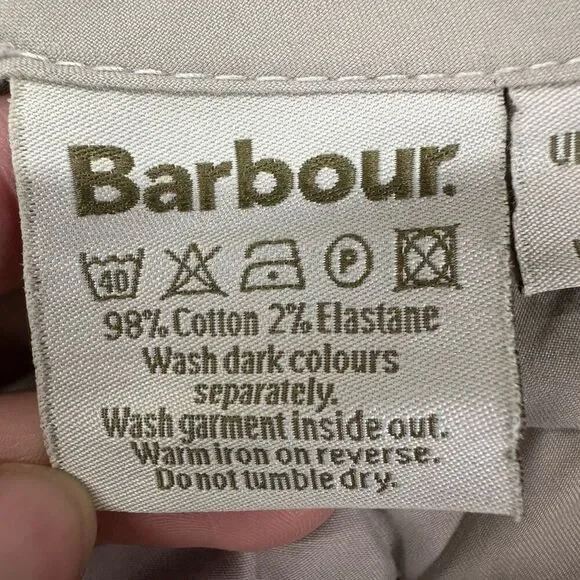 Barbour.
40 P
98% Cotton 2% Elastane
Wash dark colours
separately.
Wash garment inside out.
Warm iron on reverse.
Do not tumble dry.